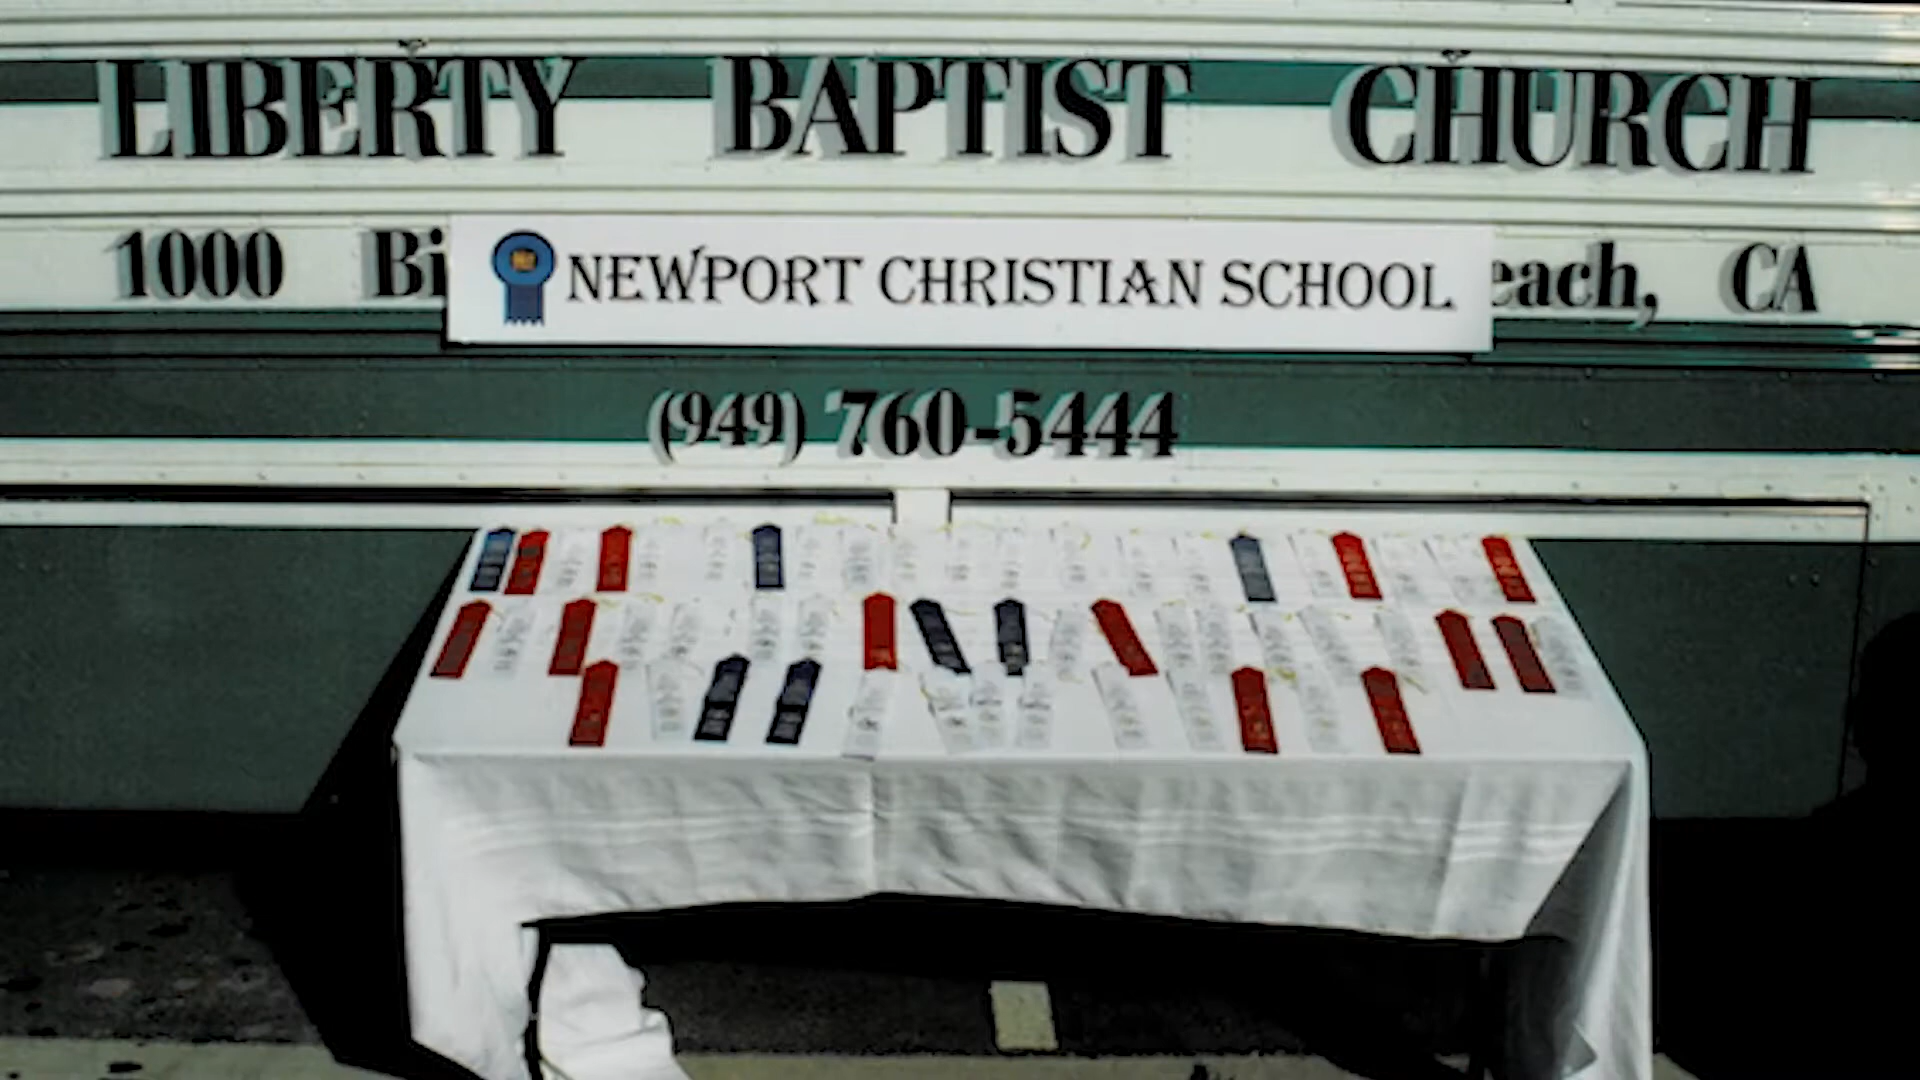 LIBERTY BAPTIST CHURCH
1000 Bi
NEWPORT CHRISTIAN SCHOOL
each, CA
(949) 760-5444